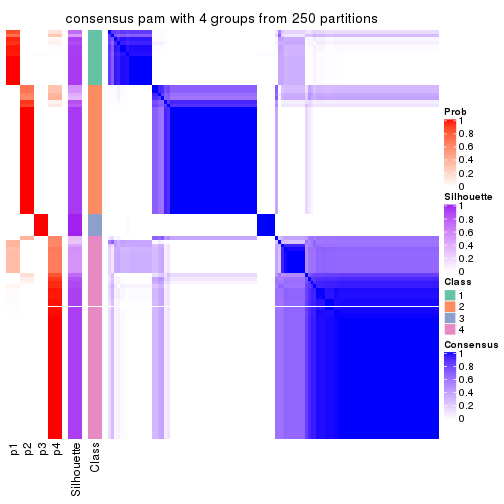 consensus pam with 4 groups from 250 partitions
Prob
1
0.8
0.6
0.4
0.2
0
Silhouette
1
0.8
0.6
0.4
0.2
0
Class
1
2
3
4
Consensus
1
0.8
0.6
0.4
0.2
0
p1
p2
p3
p4
Silhouette
Class